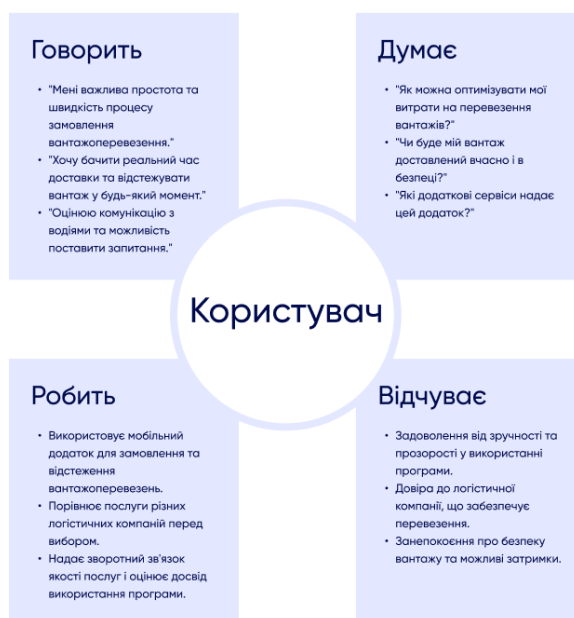 Говорить
• "Мені важлива простота та
швидкість процесу
замовлення
вантажоперевезення."
• "Хочу бачити реальний час
доставки та відстежувати
вантаж у будь-який момент."
• "Оцінюю комунікацію з
водіями та можливість
поставити запитання."
Думає
• "Як можна оптимізувати мої
витрати на перевезення
вантажів?"
• "Чи буде мій вантаж
доставлений вчасно і в
безпеці?"
• "Які додаткові сервіси надає
цей додаток?"
Користувач
Робить
• Використовує мобільний
додаток для замовлення та
відстеження
вантажоперевезень.
• Порівнює послуги різних
логістичних компаній перед
вибором.
• Надає зворотний зв'язок
якості послуг і оцінює досвід
використання програми.
Відчуває
• Задоволення від зручності та
прозорості у використанні
програми.
• Довіра до логістичної
компанії, що забезпечує
перевезення.
• Занепокоєння про безпеку
вантажу та можливі затримки.